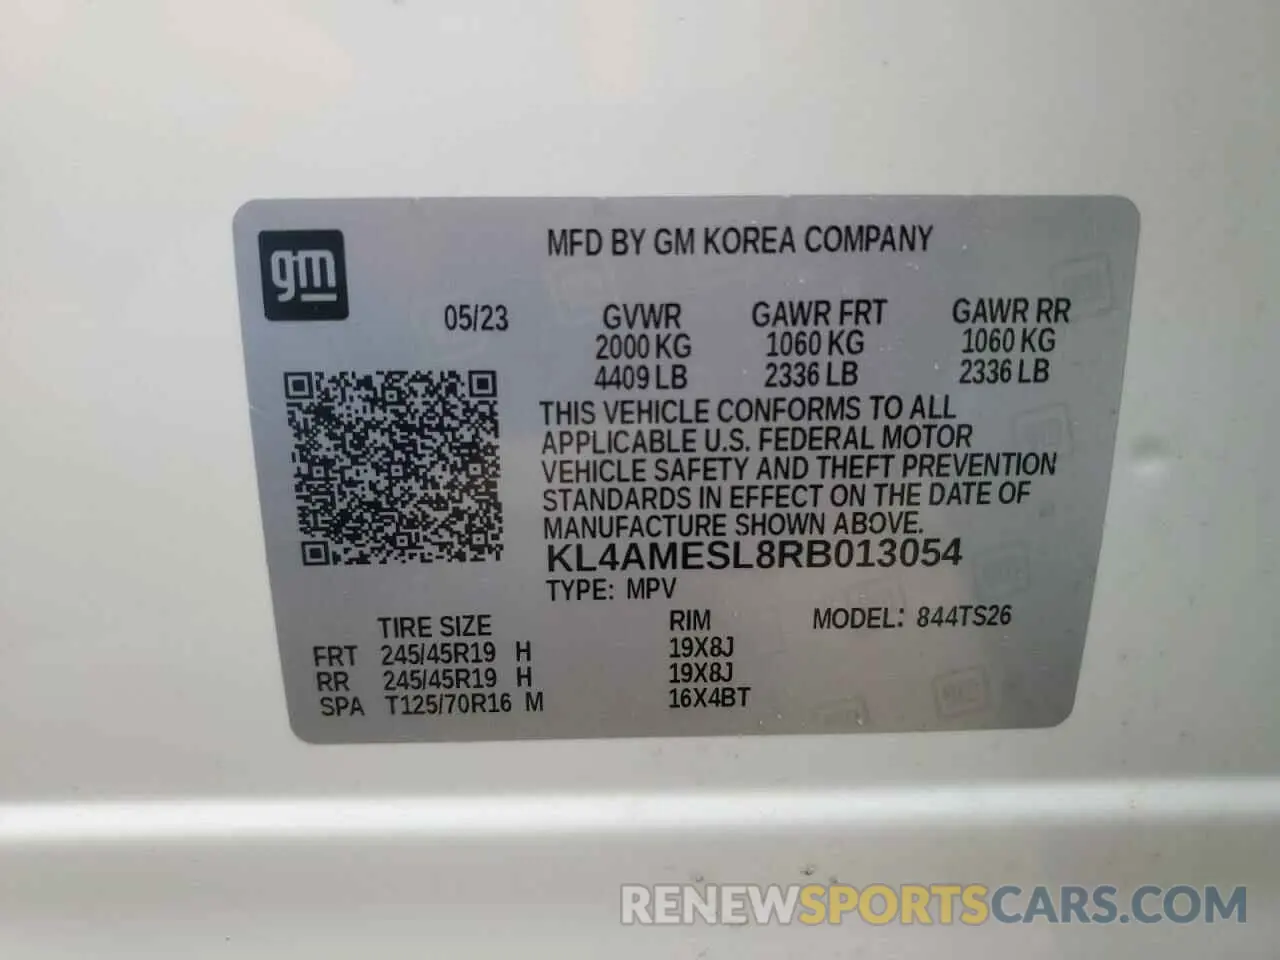 gm
MFD BY GM KOREA COMPANY
05/23 GVWR GAWR FRT GAWR RR
2000 KG 1060 KG 1060 KG
4409 LB 2336 LB 2336 LB
THIS VEHICLE CONFORMS TO ALL
APPLICABLE U.S. FEDERAL MOTOR
VEHICLE SAFETY AND THEFT PREVENTION
STANDARDS IN EFFECT ON THE DATE OF
MANUFACTURE SHOWN ABOVE.
KL4AMESL8RB013054
TYPE: MPV
TIRE SIZE RIM MODEL: 844TS26
FRT 245/45R19 H 19X8J
RR 245/45R19 H 19X8J
SPA T125/70R16 M 16X4BT
RENEWSPORTSCARS.COM